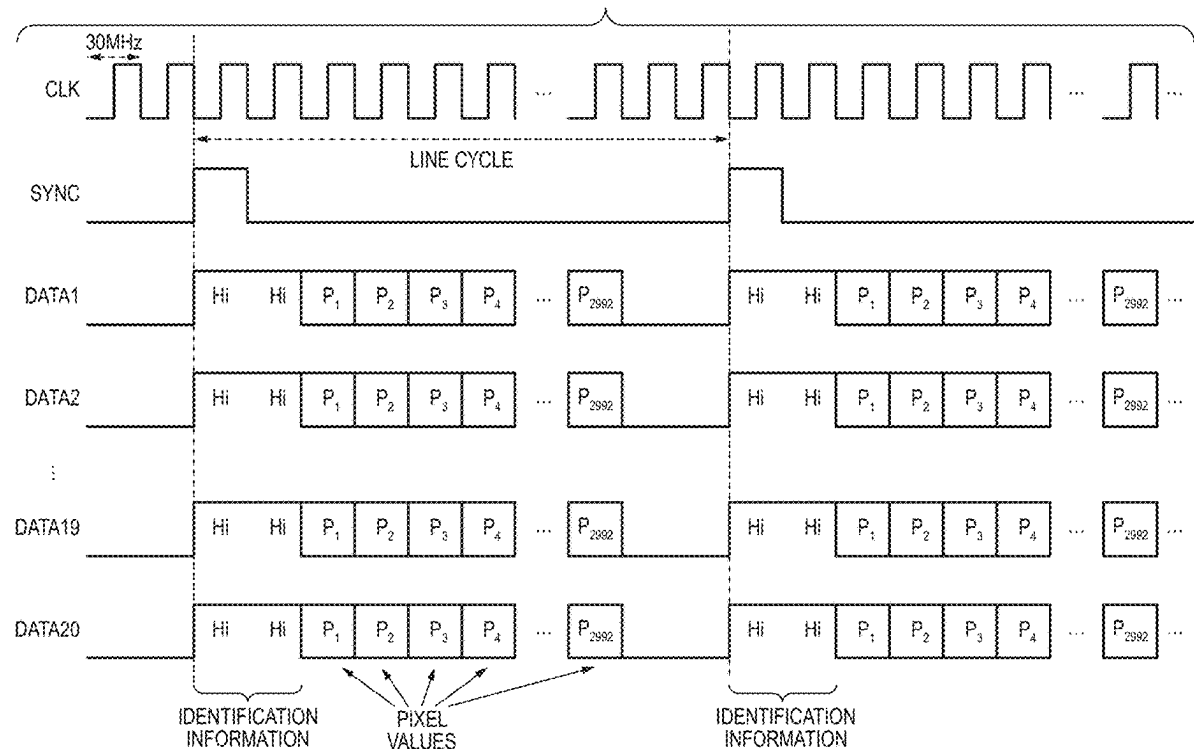 30MHz
CLK ... ... ...
LINE CYCLE
SYNC
DATA1 Hi Hi P1 P2 P3 P4 ... P2992 Hi Hi P1 P2 P3 P4 ... P2992 ...
DATA2 Hi Hi P1 P2 P3 P4 ... P2992 Hi Hi P1 P2 P3 P4 ... P2992 ...
...
DATA19 Hi Hi P1 P2 P3 P4 ... P2992 Hi Hi P1 P2 P3 P4 ... P2992 ...
DATA20 Hi Hi P1 P2 P3 P4 ... P2992 Hi Hi P1 P2 P3 P4 ... P2992 ...
IDENTIFICATION
INFORMATION
PIXEL
VALUES
IDENTIFICATION
INFORMATION